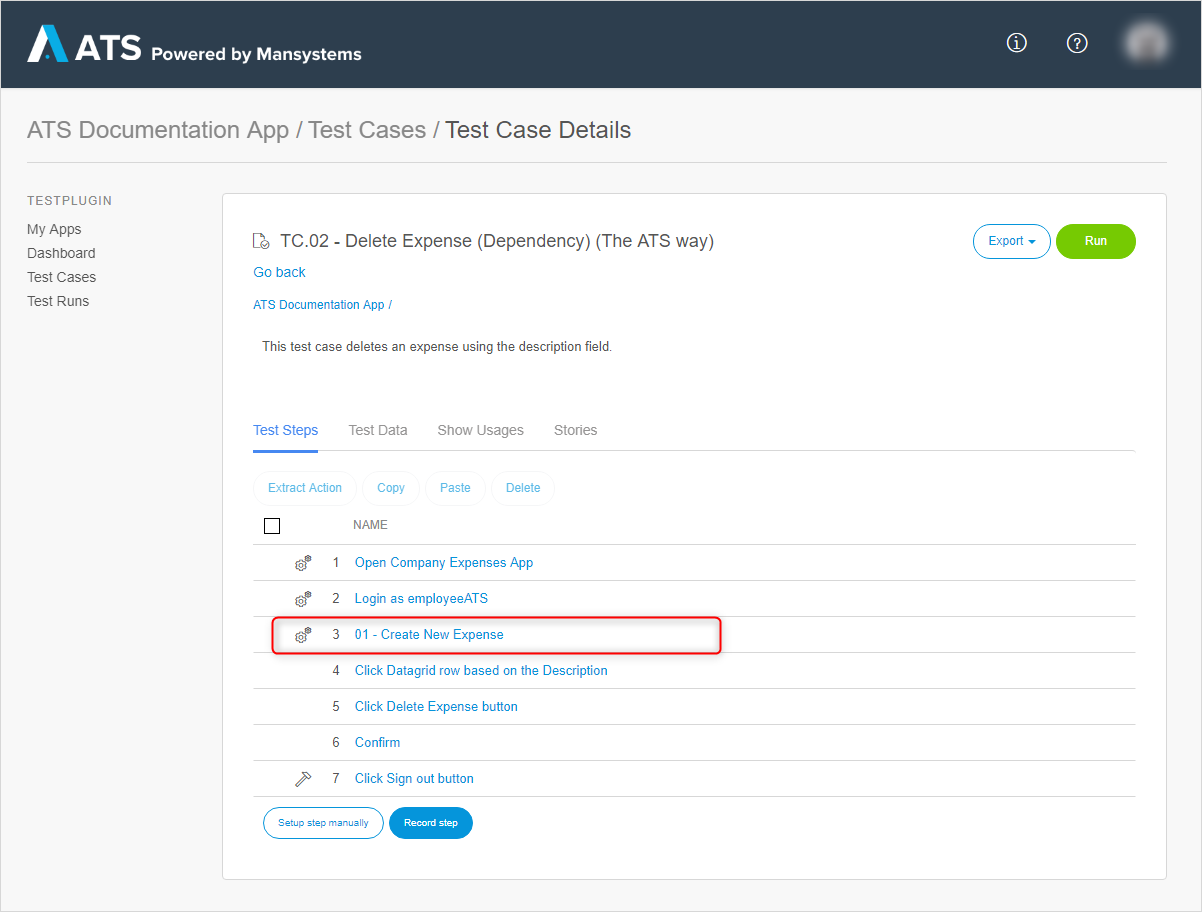 ATS Powered by Mansystems
ATS Documentation App / Test Cases / Test Case Details
TESTPLUGIN
My Apps
Dashboard
Test Cases
Test Runs
TC.02 - Delete Expense (Dependency) (The ATS way)
Export
Run
Go back
ATS Documentation App /
This test case deletes an expense using the description field.
Test Steps Test Data Show Usages Stories
Extract Action Copy Paste Delete
NAME
1 Open Company Expenses App
2 Login as employeeATS
3 01 - Create New Expense
4 Click Datagrid row based on the Description
5 Click Delete Expense button
6 Confirm
7 Click Sign out button
Setup step manually Record step